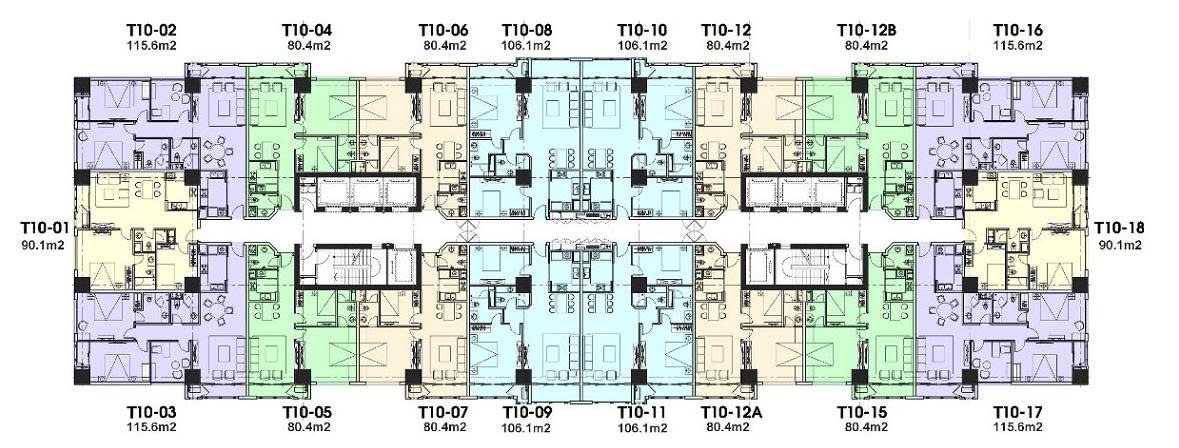 T10-02
115.6m2
T10-04
80.4m2
T10-06
80.4m2
T10-08
106.1m2
T10-10
106.1m2
T10-12
80.4m2
T10-12B
80.4m2
T10-16
115.6m2
T10-01
90.1m2
T10-18
90.1m2
T10-03
115.6m2
T10-05
80.4m2
T10-07
80.4m2
T10-09
106.1m2
T10-11
106.1m2
T10-12A
80.4m2
T10-15
80.4m2
T10-17
115.6m2